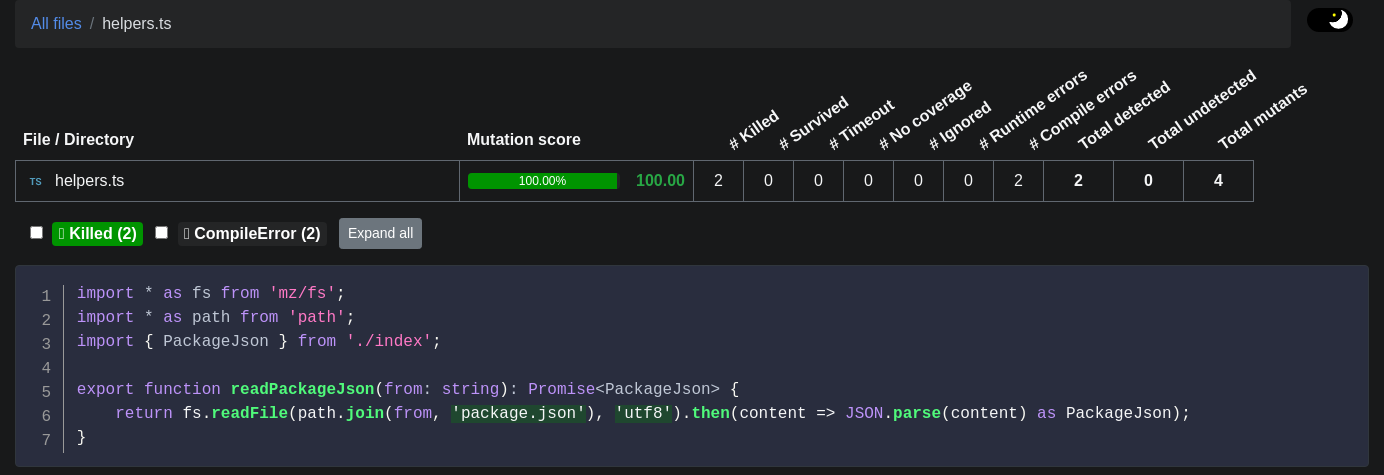 All files / helpers.ts
File / Directory Mutation score # Killed # Survived # Timeout # No coverage # Ignored # Runtime errors # Compile errors Total detected Total undetected Total mutants
TS helpers.ts 100.00% 100.00 2 0 0 0 0 0 2 2 0 4
Killed (2) CompileError (2) Expand all
1 import * as fs from 'mz/fs';
2 import * as path from 'path';
3 import { PackageJson } from './index';
4
5 export function readPackageJson(from: string): Promise<PackageJson> {
6     return fs.readFile(path.join(from, 'package.json'), 'utf8').then(content => JSON.parse(content) as PackageJson);
7 }